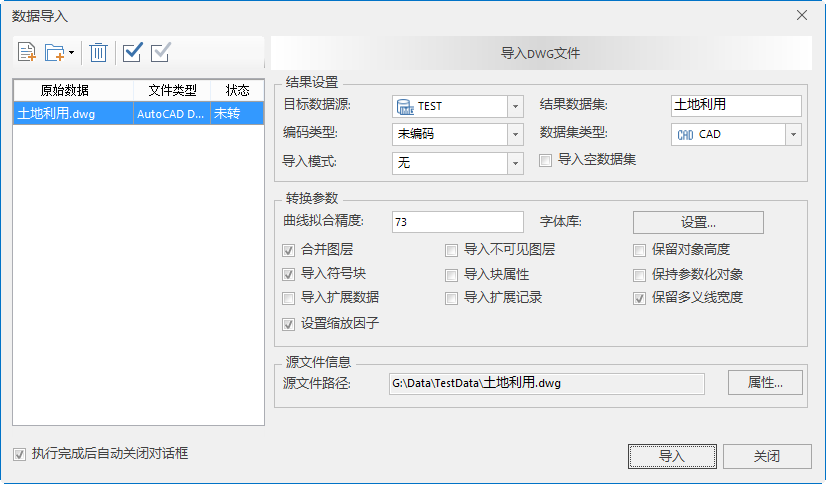 数据导入
导入DWG文件
原始数据 文件类型 状态
土地利用.dwg AutoCAD D... 未转
结果设置
目标数据源: TEST 结果数据集: 土地利用
编码类型: 未编码 数据集类型: CAD CAD
导入模式: 无 导入空数据集
转换参数
曲线拟合精度: 73 字体库: 设置...
合并图层 导入不可见图层 保留对象高度
导入符号块 导入块属性 保持参数化对象
导入扩展数据 导入扩展记录 保留多义线宽度
设置缩放因子
源文件信息
源文件路径: G:\Data\TestData\土地利用.dwg 属性...
执行完成后自动关闭对话框 导入 关闭